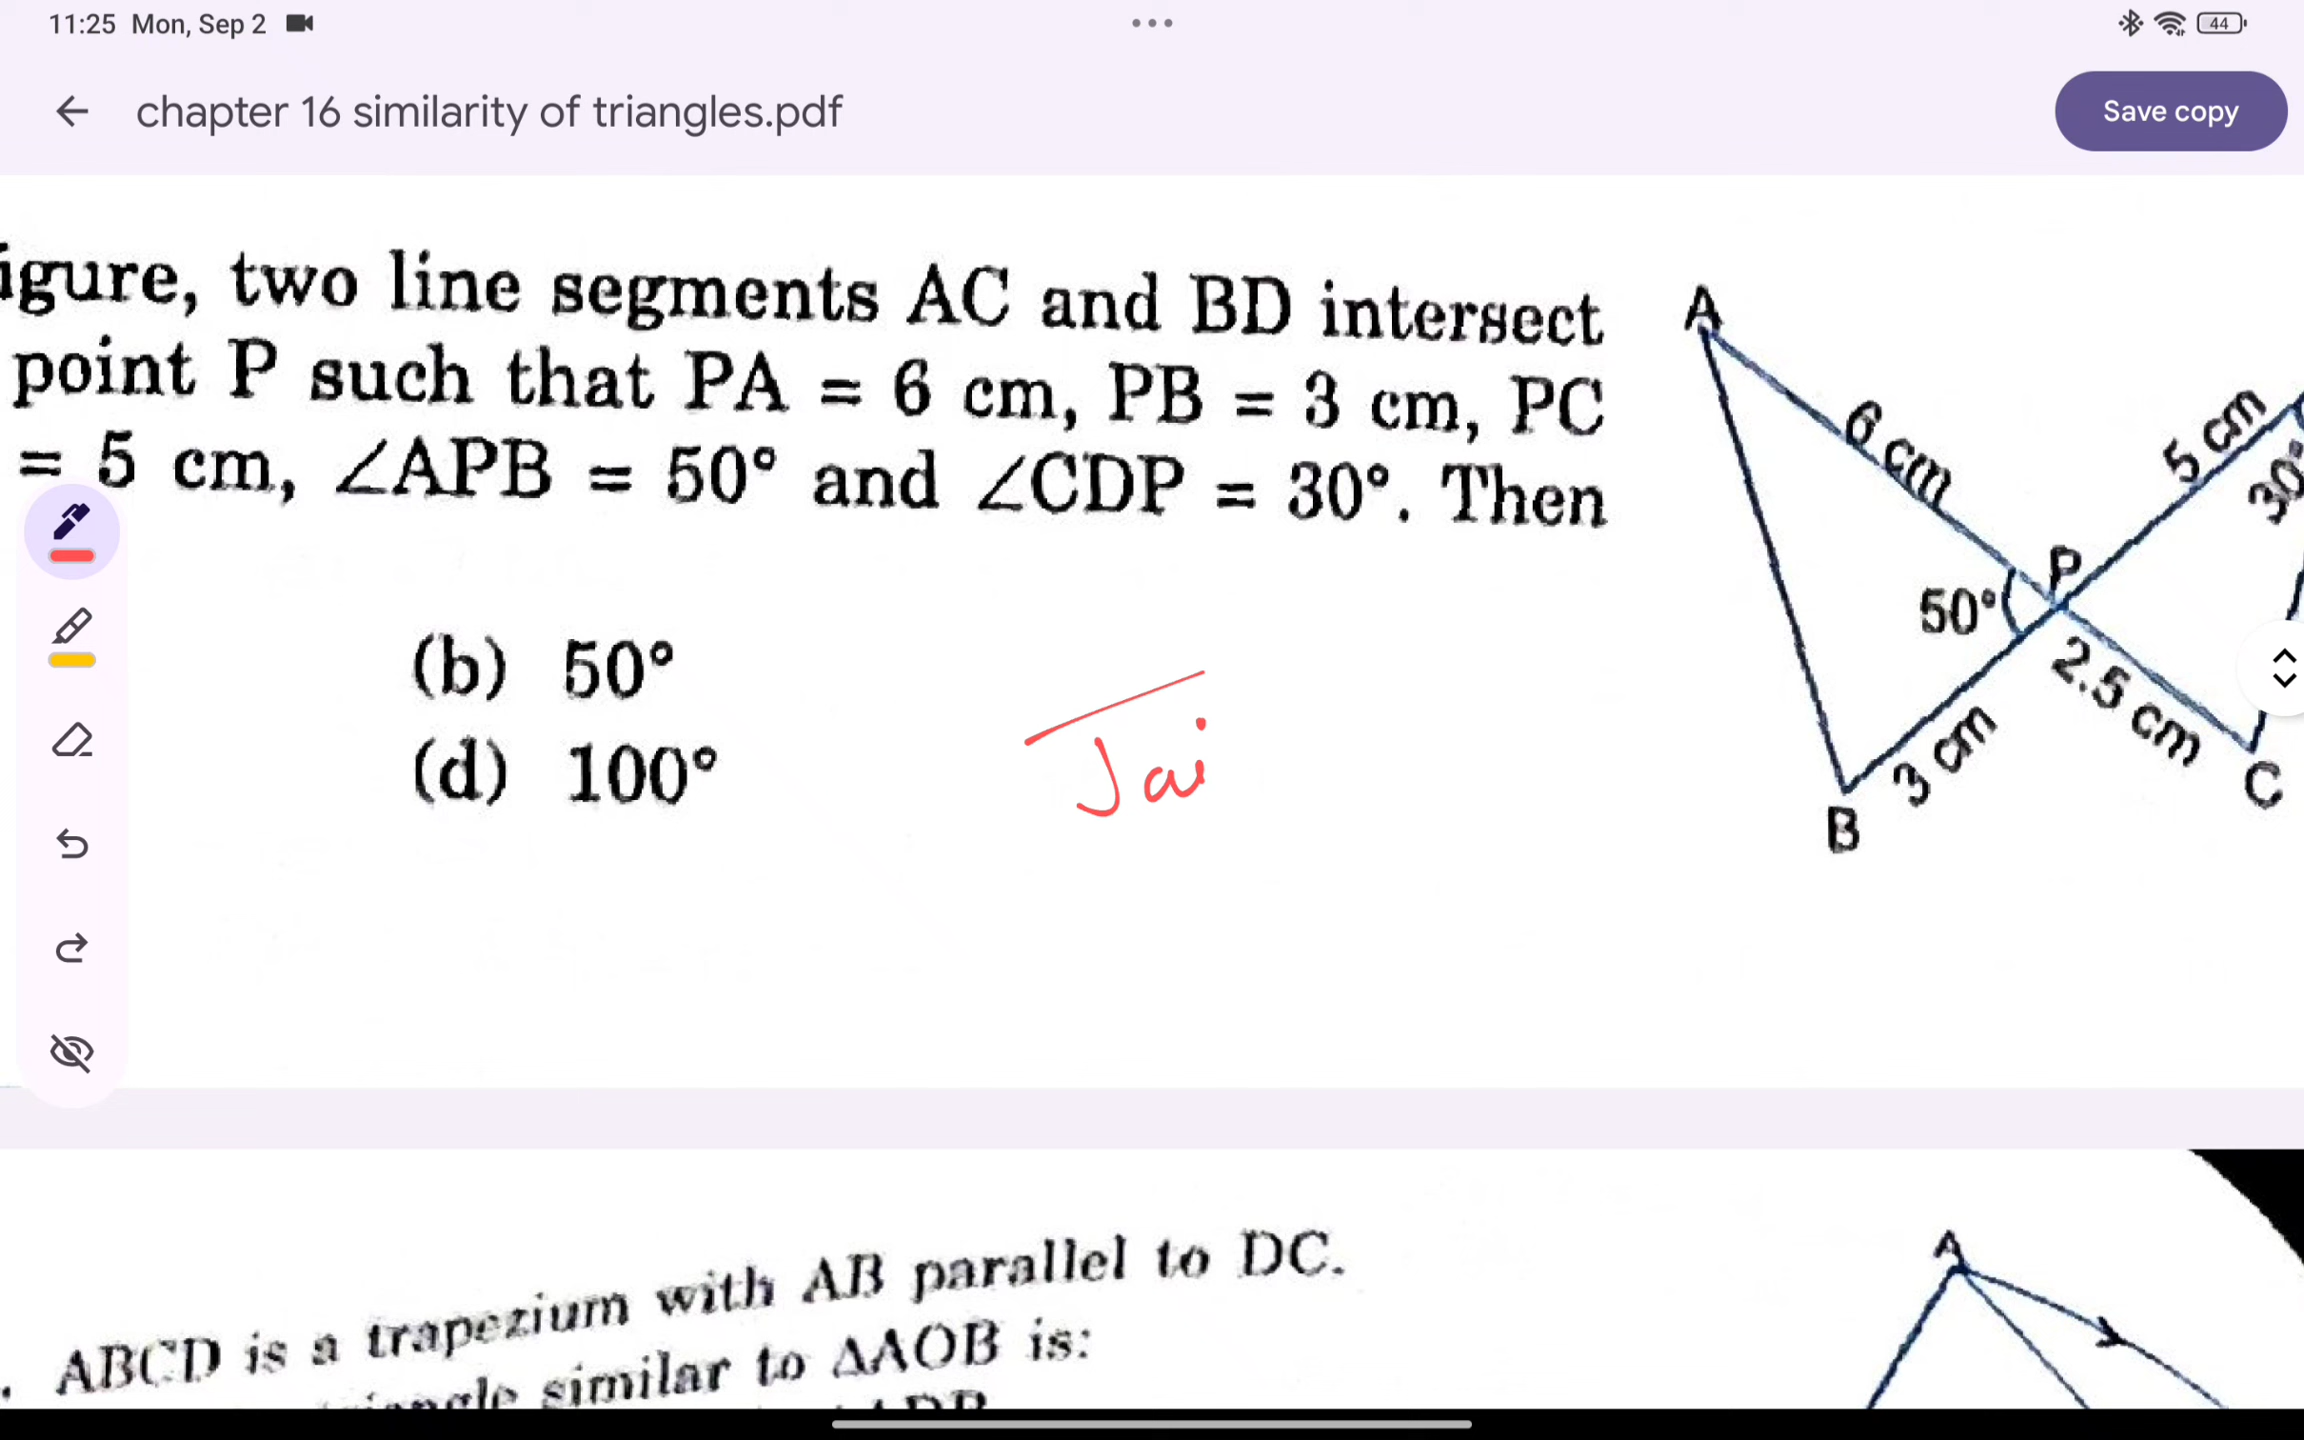 11:25 Mon, Sep 2
44
chapter 16 similarity of triangles.pdf
Save copy
igure, two line segments AC and BD intersect
point P such that PA = 6 cm, PB = 3 cm, PC
= 5 cm, ∠APB = 50° and ∠CDP = 30°. Then
(b) 50°
(d) 100°
Jai
A
6 cm
5 cm
30°
P
50°
2.5 cm
3 cm
B
C
. ABCD is a trapezium with AB parallel to DC.
similar to ΔAOB is:
A